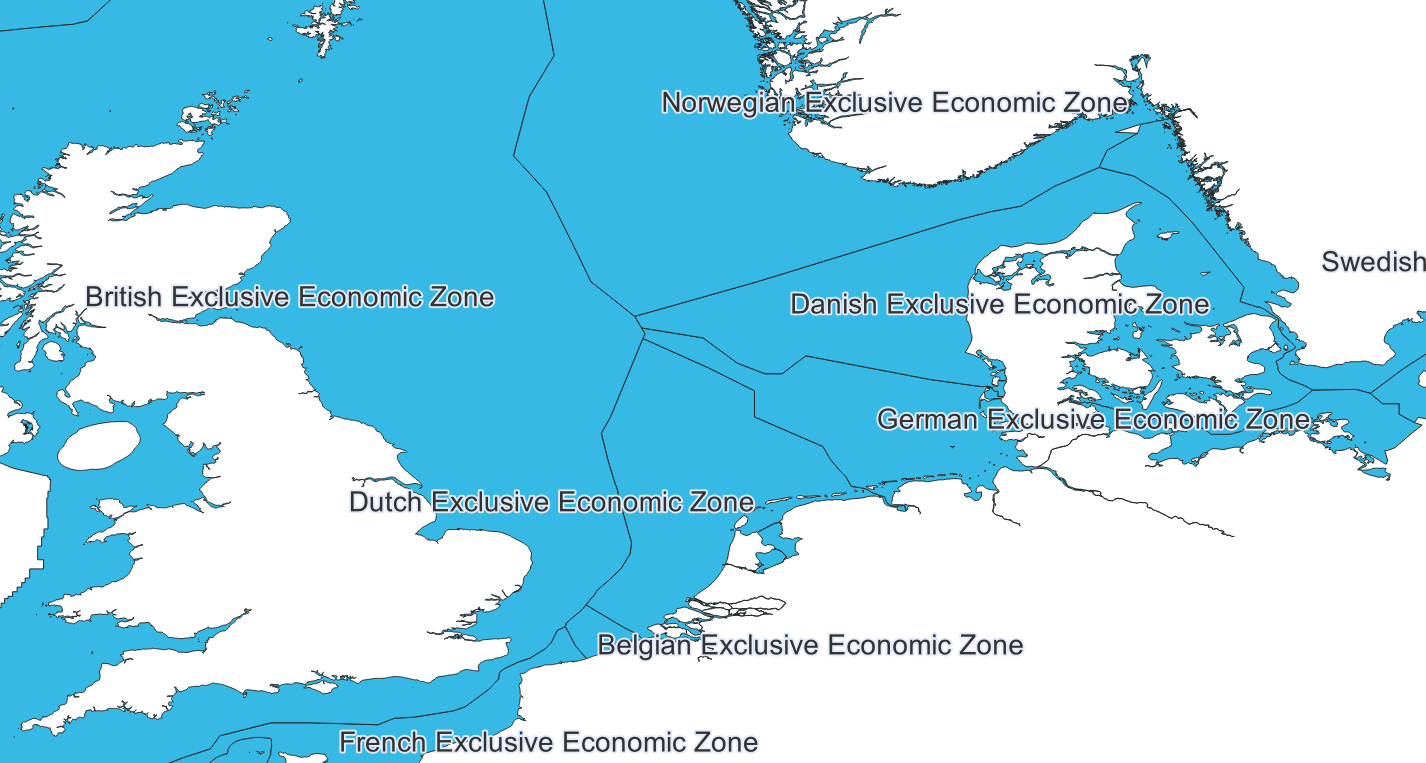 Norwegian Exclusive Economic Zone
Swedish
British Exclusive Economic Zone
Danish Exclusive Economic Zone
German Exclusive Economic Zone
Dutch Exclusive Economic Zone
Belgian Exclusive Economic Zone
French Exclusive Economic Zone